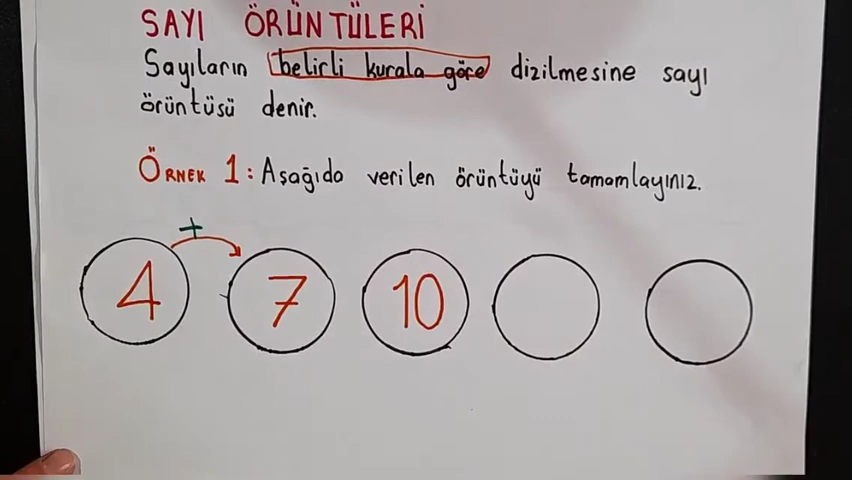 SAYI ÖRÜNTÜLERİ
Sayıların belirli kurala göre dizilmesine sayı
örüntüsü denir.
ÖRNEK 1: Aşağıda verilen örüntüyü tamamlayınız.
+
4 7 10